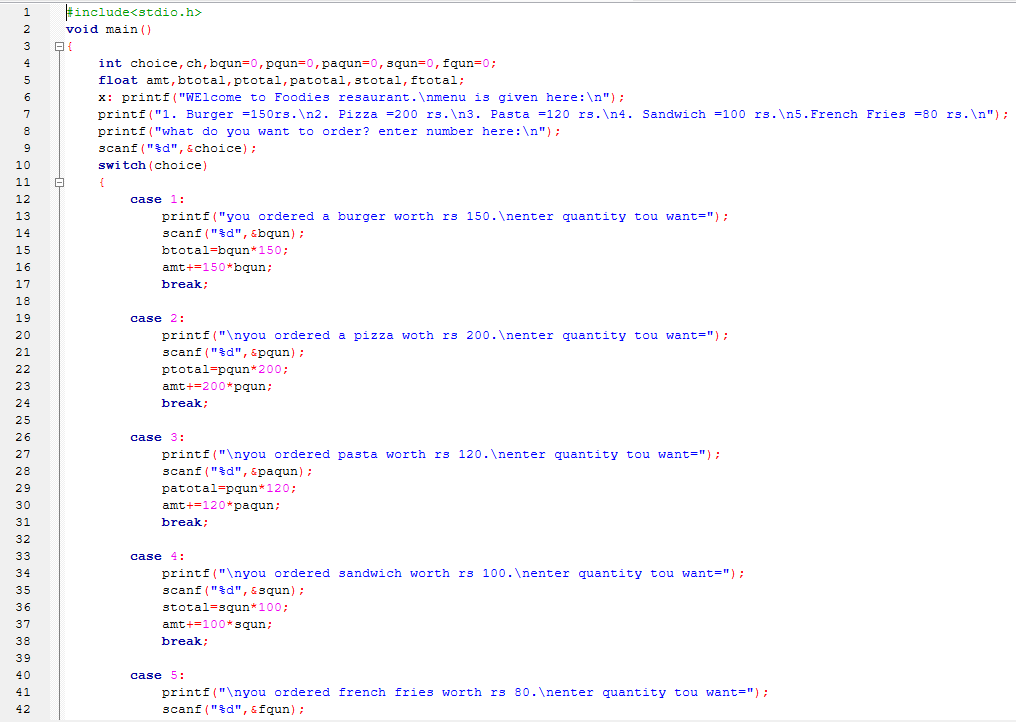 1 #include<stdio.h>
2 void main()
3 {
4 int choice,ch,bqun=0,pqun=0,paqun=0,squn=0,fqun=0;
5 float amt,btotal,ptotal,patotal,stotal,ftotal;
6 x: printf("WElcome to Foodies resaurant.\nmenu is given here:\n");
7 printf("1. Burger =150rs.\n2. Pizza =200 rs.\n3. Pasta =120 rs.\n4. Sandwich =100 rs.\n5.French Fries =80 rs.\n");
8 printf("what do you want to order? enter number here:\n");
9 scanf("%d",&choice);
10 switch(choice)
11 {
12 case 1:
13 printf("you ordered a burger worth rs 150.\nenter quantity tou want=");
14 scanf("%d",&bqun);
15 btotal=bqun*150;
16 amt+=150*bqun;
17 break;
18
19 case 2:
20 printf("\nyou ordered a pizza woth rs 200.\nenter quantity tou want=");
21 scanf("%d",&pqun);
22 ptotal=pqun*200;
23 amt+=200*pqun;
24 break;
25
26 case 3:
27 printf("\nyou ordered pasta worth rs 120.\nenter quantity tou want=");
28 scanf("%d",&paqun);
29 patotal=pqun*120;
30 amt+=120*paqun;
31 break;
32
33 case 4:
34 printf("\nyou ordered sandwich worth rs 100.\nenter quantity tou want=");
35 scanf("%d",&squn);
36 stotal=squn*100;
37 amt+=100*squn;
38 break;
39
40 case 5:
41 printf("\nyou ordered french fries worth rs 80.\nenter quantity tou want=");
42 scanf("%d",&fqun);